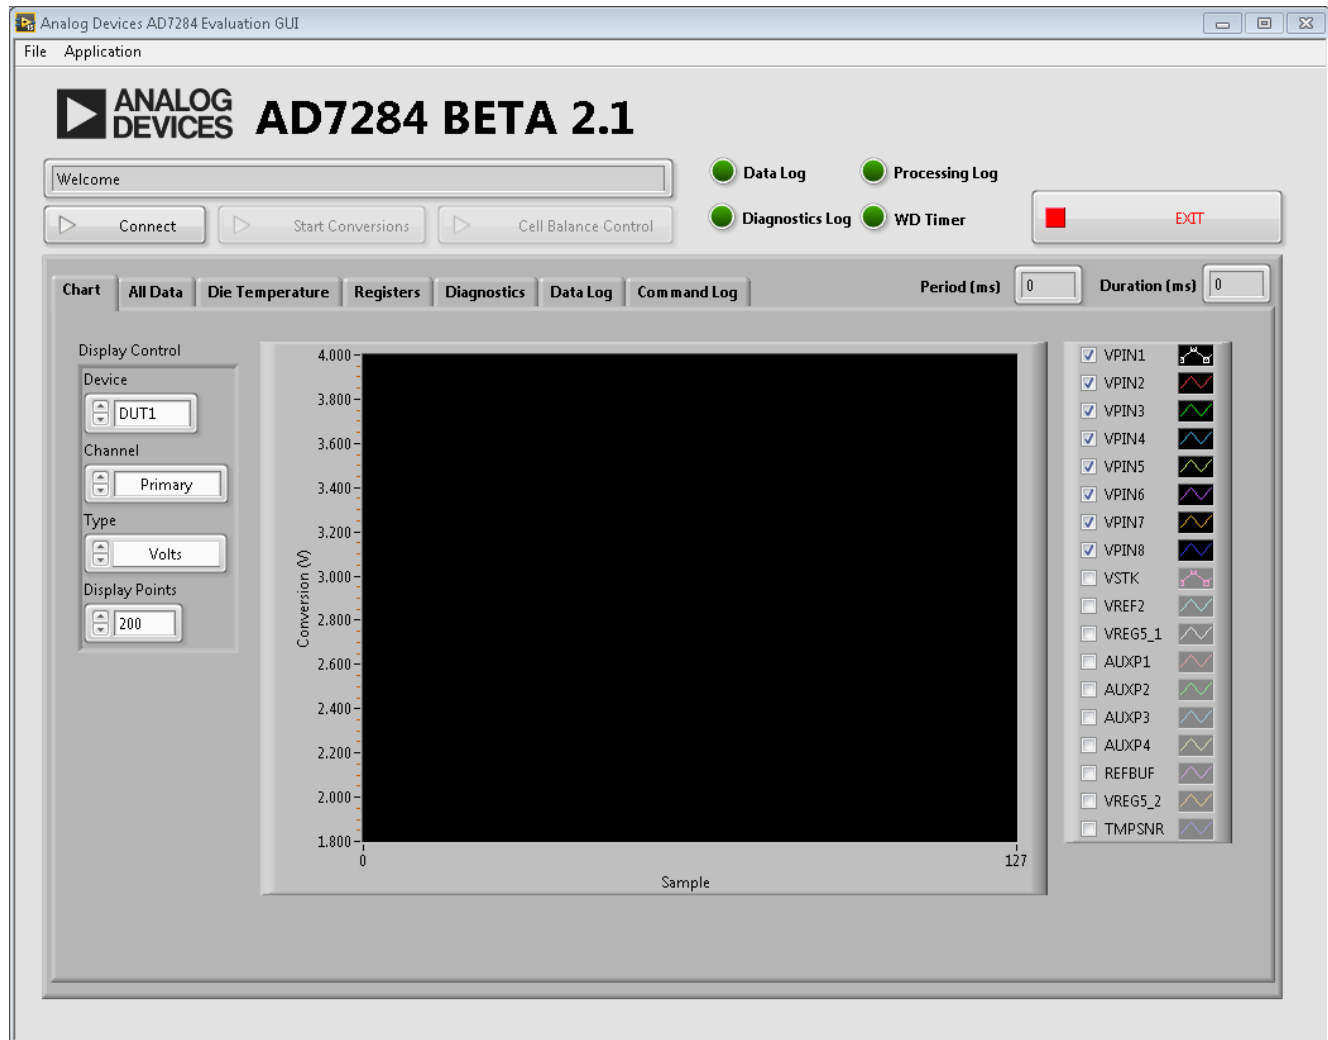 Analog Devices AD7284 Evaluation GUI
File Application
ANALOG DEVICES
AD7284 BETA 2.1
Welcome
Data Log
Processing Log
Connect
Start Conversions
Cell Balance Control
Diagnostics Log
WD Timer
EXIT
Chart
All Data
Die Temperature
Registers
Diagnostics
Data Log
Command Log
Period (ms)
0
Duration (ms)
0
Display Control
Device
DUT1
Channel
Primary
Type
Volts
Display Points
200
Conversion (V)
4.000
3.800
3.600
3.400
3.200
3.000
2.800
2.600
2.400
2.200
2.000
1.800
0
127
Sample
VPIN1
VPIN2
VPIN3
VPIN4
VPIN5
VPIN6
VPIN7
VPIN8
VSTK
VREF2
VREG5_1
AUXP1
AUXP2
AUXP3
AUXP4
REFBUF
VREG5_2
TMPSNR